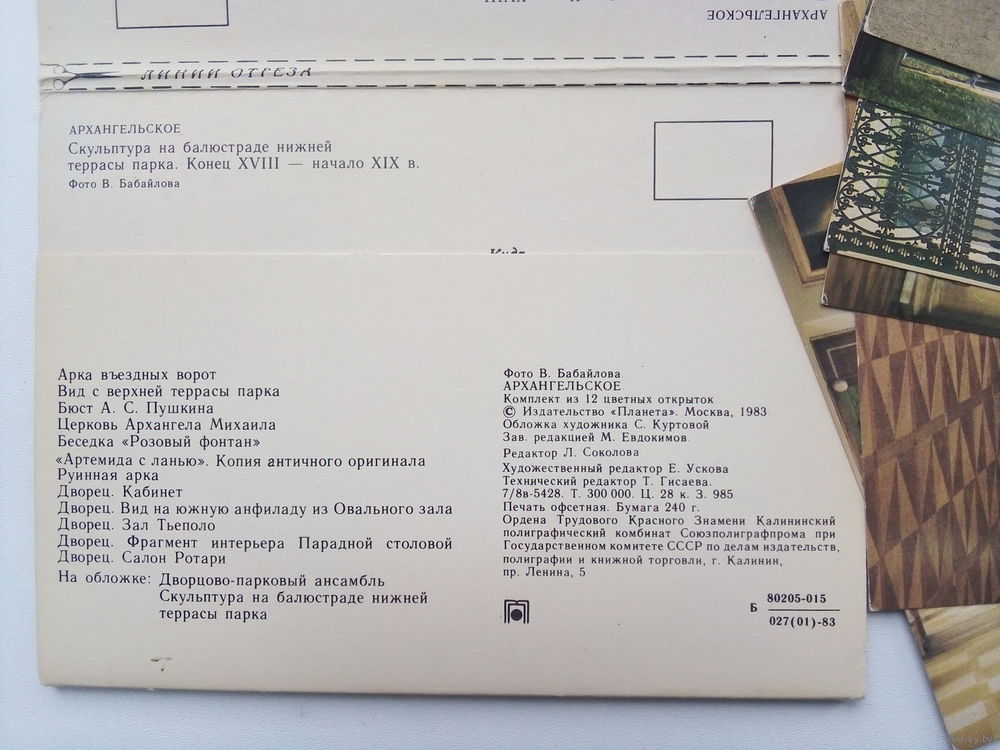 АРХАНГЕЛЬСКОЕ
ЛИНИЯ ОТРЕЗА
АРХАНГЕЛЬСКОЕ
Скульптура на балюстраде нижней
террасы парка. Конец XVIII — начало XIX в.
Фото В. Бабайлова
Куда
Арка въездных ворот
Вид с верхней террасы парка
Бюст А. С. Пушкина
Церковь Архангела Михаила
Беседка «Розовый фонтан»
«Артемида с ланью». Копия античного оригинала
Руинная арка
Дворец. Кабинет
Дворец. Вид на южную анфиладу из Овального зала
Дворец. Зал Тьеполо
Дворец. Фрагмент интерьера Парадной столовой
Дворец. Салон Ротари
На обложке: Дворцово-парковый ансамбль
Скульптура на балюстраде нижней
террасы парка
Фото В. Бабайлова
АРХАНГЕЛЬСКОЕ
Комплект из 12 цветных открыток
© Издательство «Планета». Москва, 1983
Обложка художника С. Куртовой
Зав. редакцией М. Евдокимов
Редактор Л. Соколова
Художественный редактор Е. Ускова
Технический редактор Т. Гисаева.
7/8в-5428. Т. 300 000. Ц. 28 к. З. 985
Печать офсетная. Бумага 240 г.
Ордена Трудового Красного Знамени Калининский
полиграфический комбинат Союзполиграфпрома при
Государственном комитете СССР по делам издательств,
полиграфии и книжной торговли, г. Калинин,
пр. Ленина, 5
Б 80205-015
027(01)-83